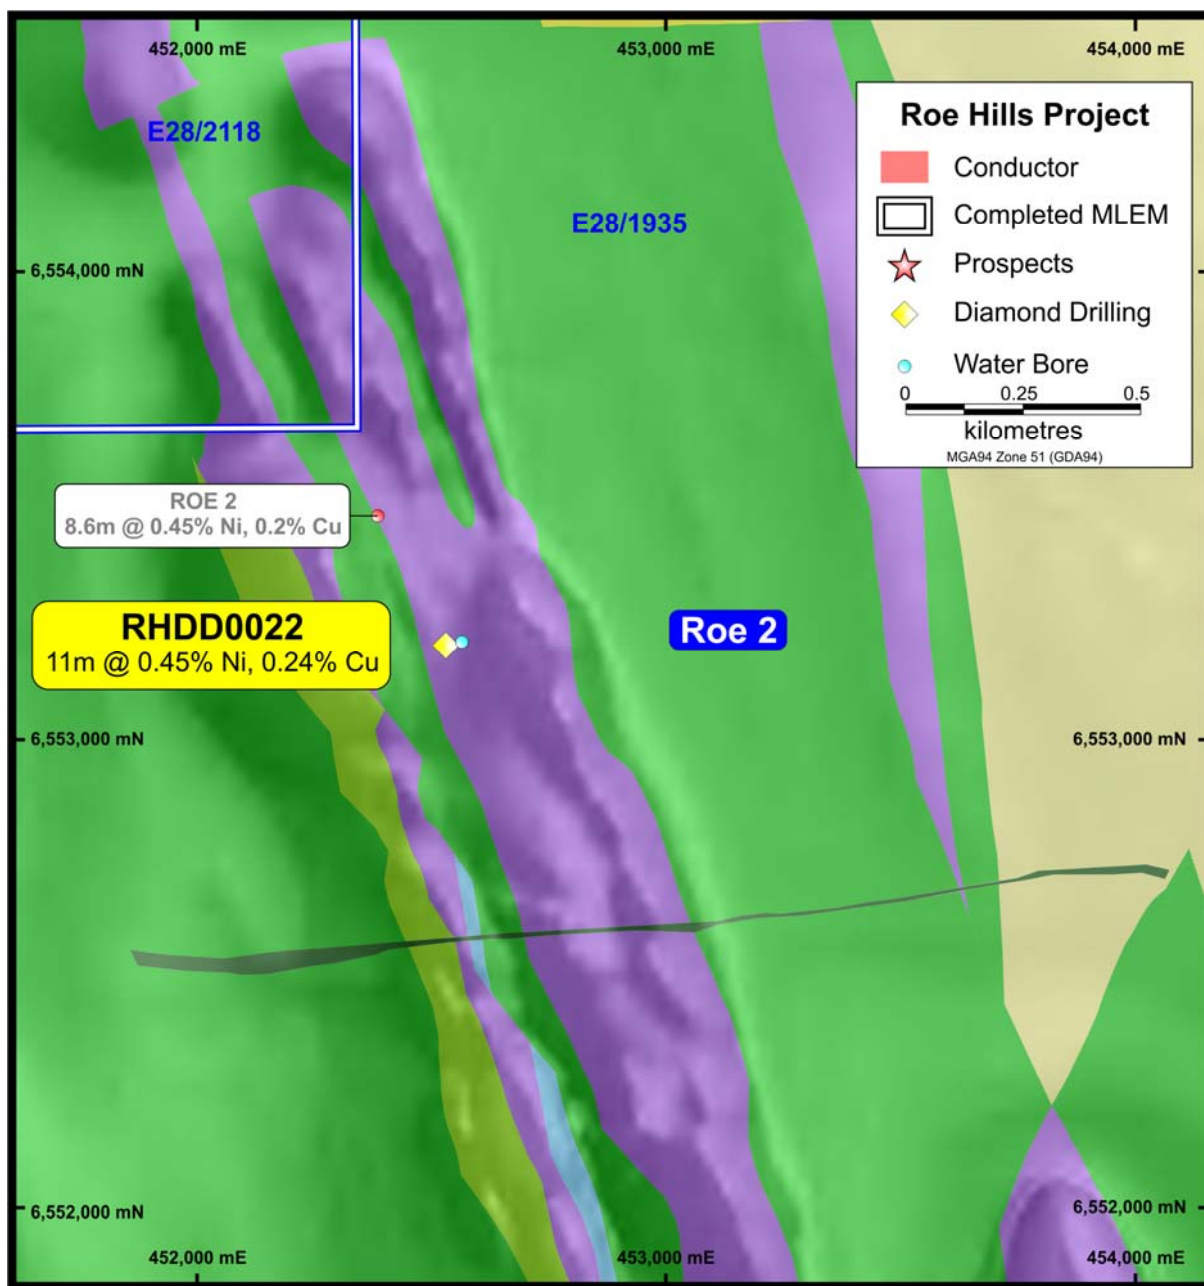 452,000 mE
453,000 mE
454,000 mE
Roe Hills Project
Conductor
Completed MLEM
Prospects
Diamond Drilling
Water Bore
0 0.25 0.5
kilometres
MGA94 Zone 51 (GDA94)
E28/2118
E28/1935
6,554,000 mN
ROE 2
8.6m @ 0.45% Ni, 0.2% Cu
RHDD0022
11m @ 0.45% Ni, 0.24% Cu
Roe 2
6,553,000 mN
6,553,000 mN
6,552,000 mN
6,552,000 mN
452,000 mE
453,000 mE
454,000 mE